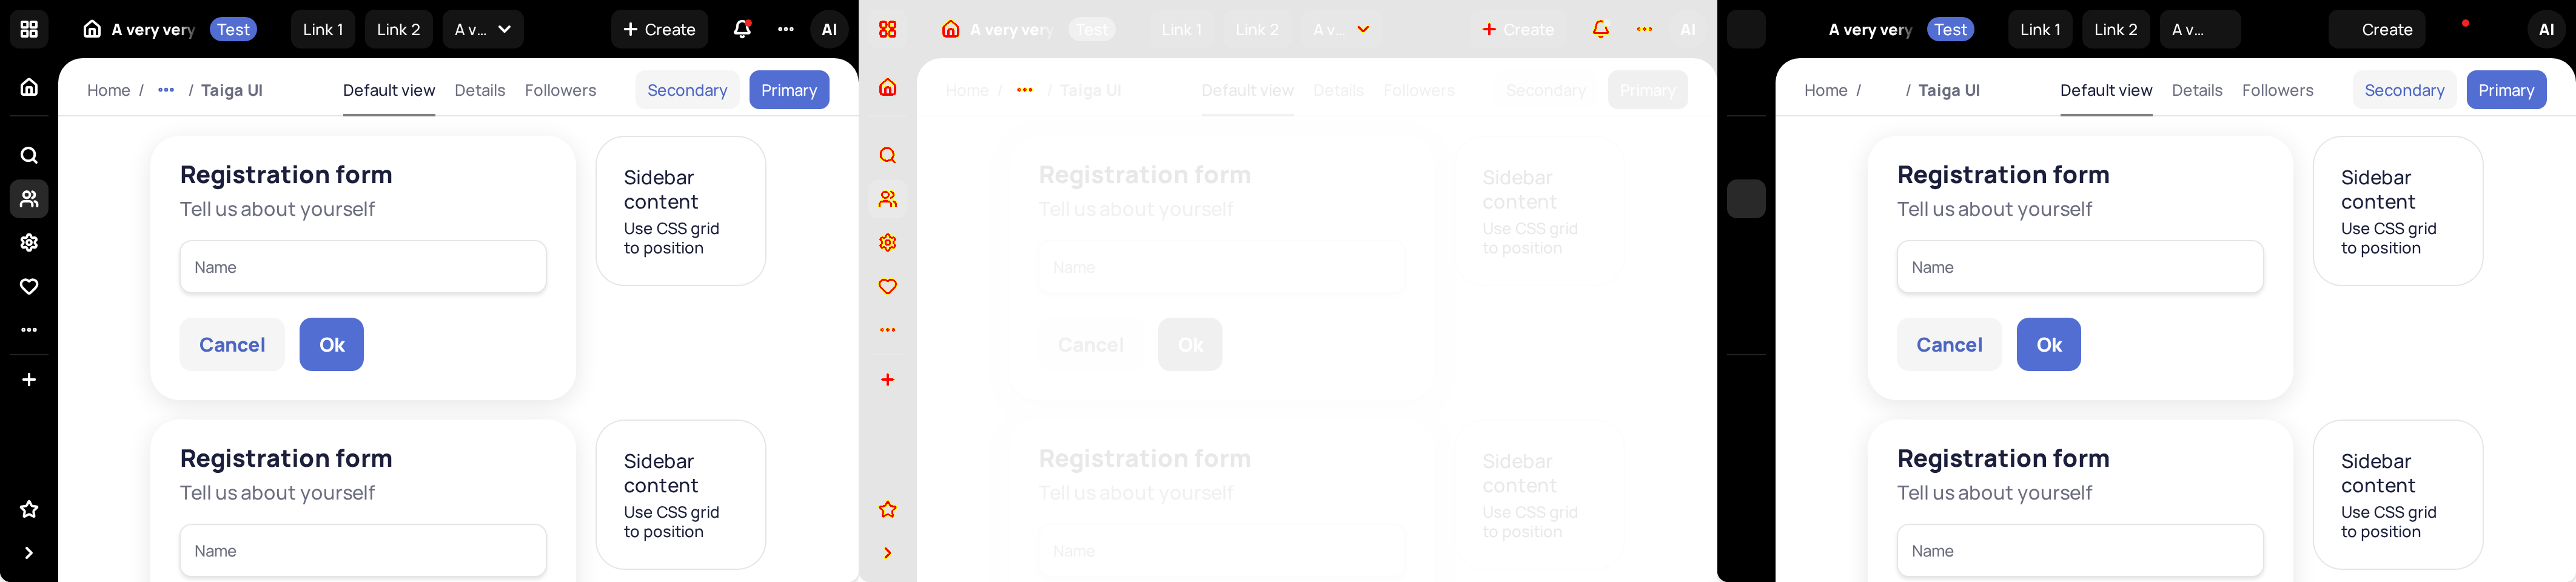 A very very Test Link 1 Link 2 A v... Create AI
Home / ... / Taiga UI Default view Details Followers Secondary Primary
Registration form
Tell us about yourself
Name
Cancel Ok
Sidebar
content
Use CSS grid
to position
Registration form
Tell us about yourself
Name
Sidebar
content
Use CSS grid
to position
A very very Test Link 1 Link 2 A v... Create AI
Home / ... / Taiga UI Default view Details Followers Secondary Primary
Registration form
Tell us about yourself
Name
Cancel Ok
Sidebar
content
Use CSS grid
to position
Registration form
Tell us about yourself
Name
Sidebar
content
Use CSS grid
to position
A very very Test Link 1 Link 2 A v... Create AI
Home / / Taiga UI Default view Details Followers Secondary Primary
Registration form
Tell us about yourself
Name
Cancel Ok
Sidebar
content
Use CSS grid
to position
Registration form
Tell us about yourself
Name
Sidebar
content
Use CSS grid
to position